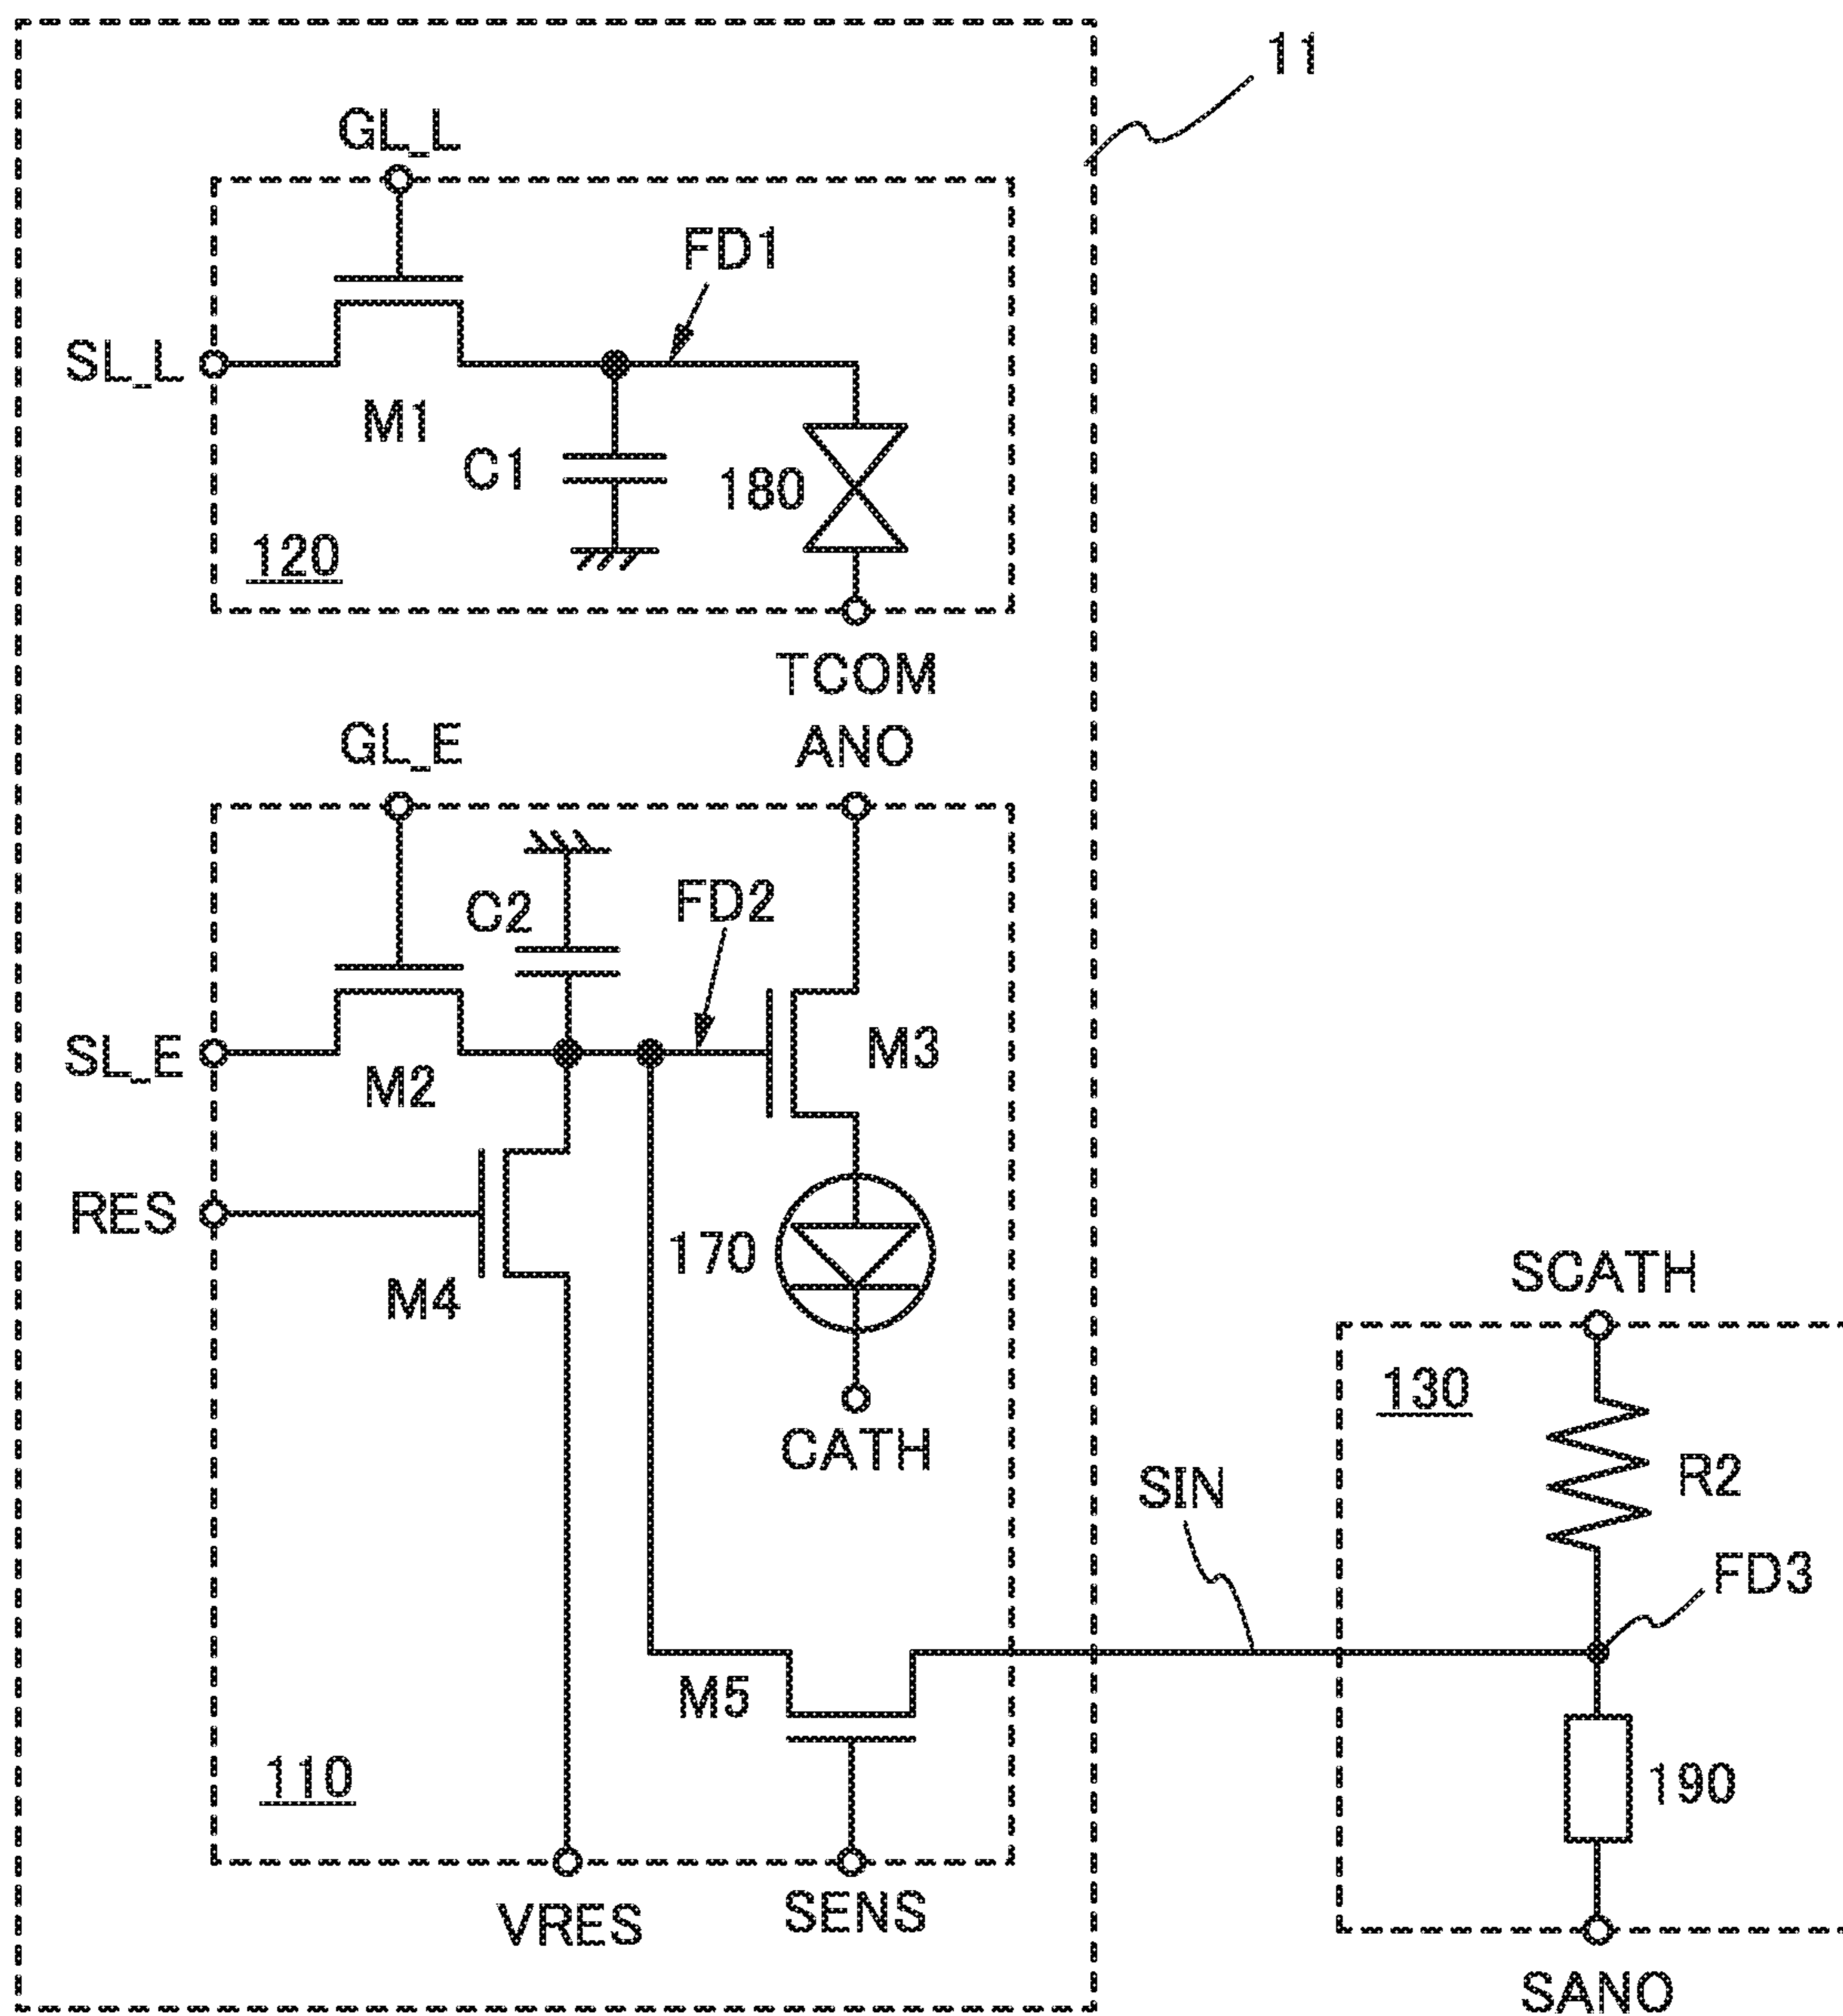 11
GL_L
FD1
SL_L
M1
C1
180
120
TCOM
GL_E
ANO
C2
FD2
SL_E
M2
M3
RES
170
M4
SCATH
130
CATH
R2
SIN
FD3
M5
110
190
VRES
SENS
SANO